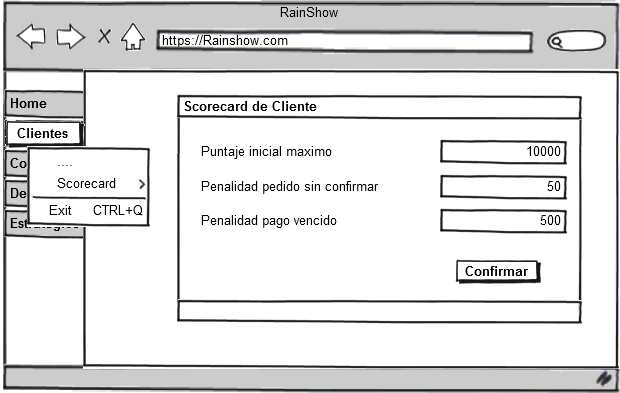 RainShow
https://Rainshow.com
Home
Clientes
Co
De
....
Scorecard
Exit CTRL+Q
Scorecard de Cliente
Puntaje inicial maximo 10000
Penalidad pedido sin confirmar 50
Penalidad pago vencido 500
Confirmar